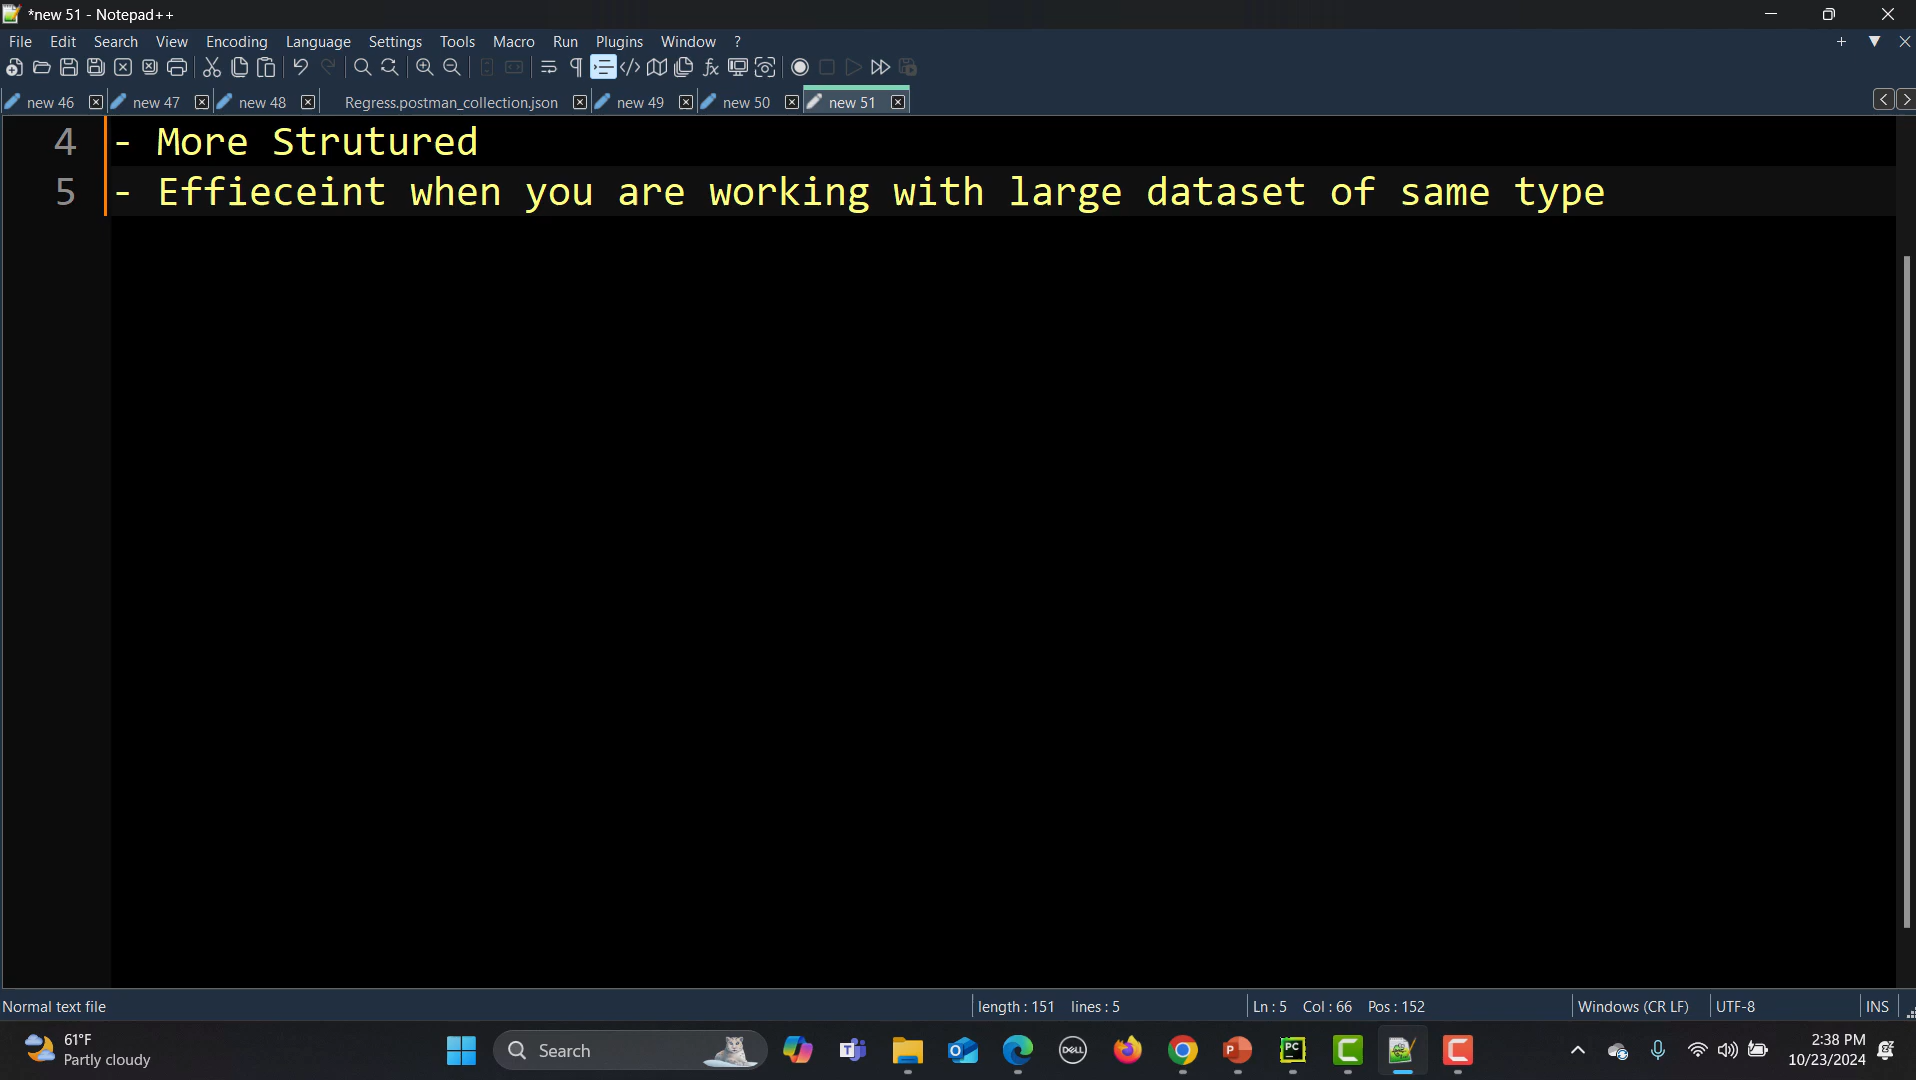 *new 51 - Notepad++
File Edit Search View Encoding Language Settings Tools Macro Run Plugins Window ?
new 46 new 47 new 48 Regress.postman_collection.json new 49 new 50 new 51
4 - More Strutured
5 - Effieceint when you are working with large dataset of same type
Normal text file length : 151 lines : 5 Ln : 5 Col : 66 Pos : 152 Windows (CR LF) UTF-8 INS
61°F
Partly cloudy
Search
DELL
PC
2:38 PM
10/23/2024